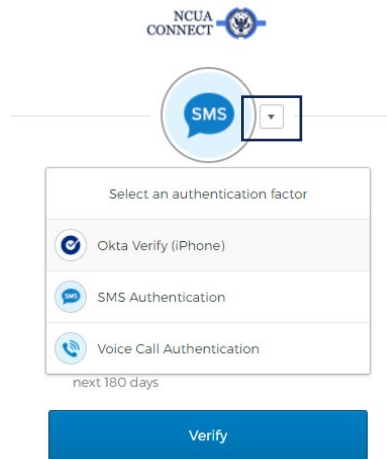 NCUA
CONNECT
SMS
Select an authentication factor
Okta Verify (iPhone)
SMS
SMS Authentication
Voice Call Authentication
next 180 days
Verify